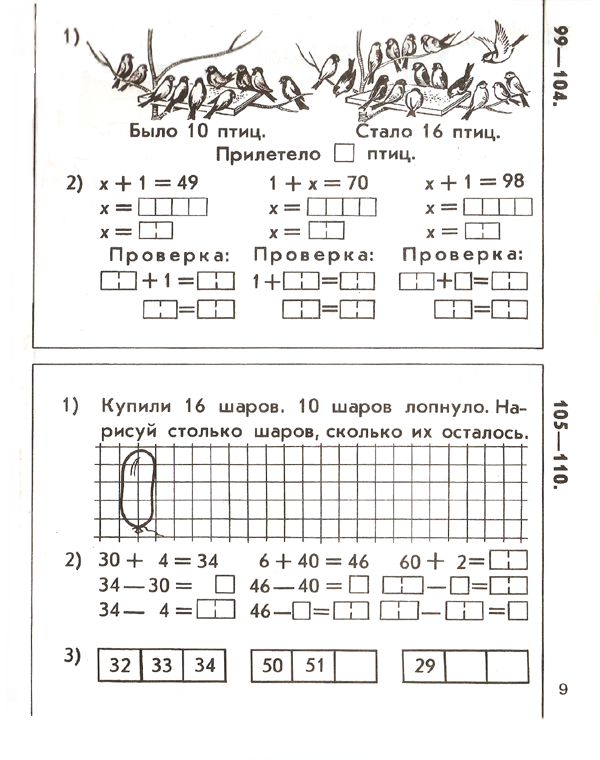 99—104.
1)
Было 10 птиц. Стало 16 птиц.
Прилетело □ птиц.
2) x + 1 = 49 1 + x = 70 x + 1 = 98
x = □□□□ x = □□□□ x = □□□□
x = □□ x = □□ x = □□
Проверка: Проверка: Проверка:
□□ + 1 = □□ 1 + □□ = □□ □□ + □ = □□
□□ = □□ □□ = □□ □□ = □□
105—110.
1) Купили 16 шаров. 10 шаров лопнуло. На-
рисуй столько шаров, сколько их осталось.
2) 30 + 4 = 34 6 + 40 = 46 60 + 2 = □□
34 — 30 = □ 46 — 40 = □ □□ — □ = □□
34 — 4 = □□ 46 — □ = □□ □□ — □□ = □
3) 32 33 34 50 51 29
9